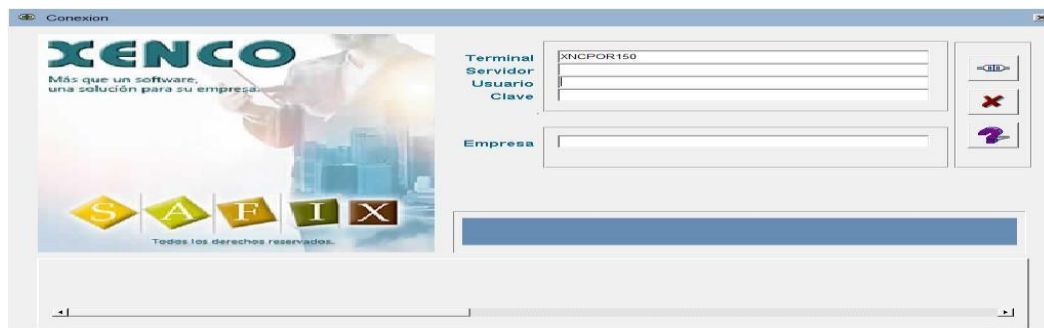 Conexion
XENCO
Más que un software,
una solución para su empresa.
SAFIX
Todos los derechos reservados.
Terminal XNCPOR150
Servidor
Usuario
Clave
Empresa